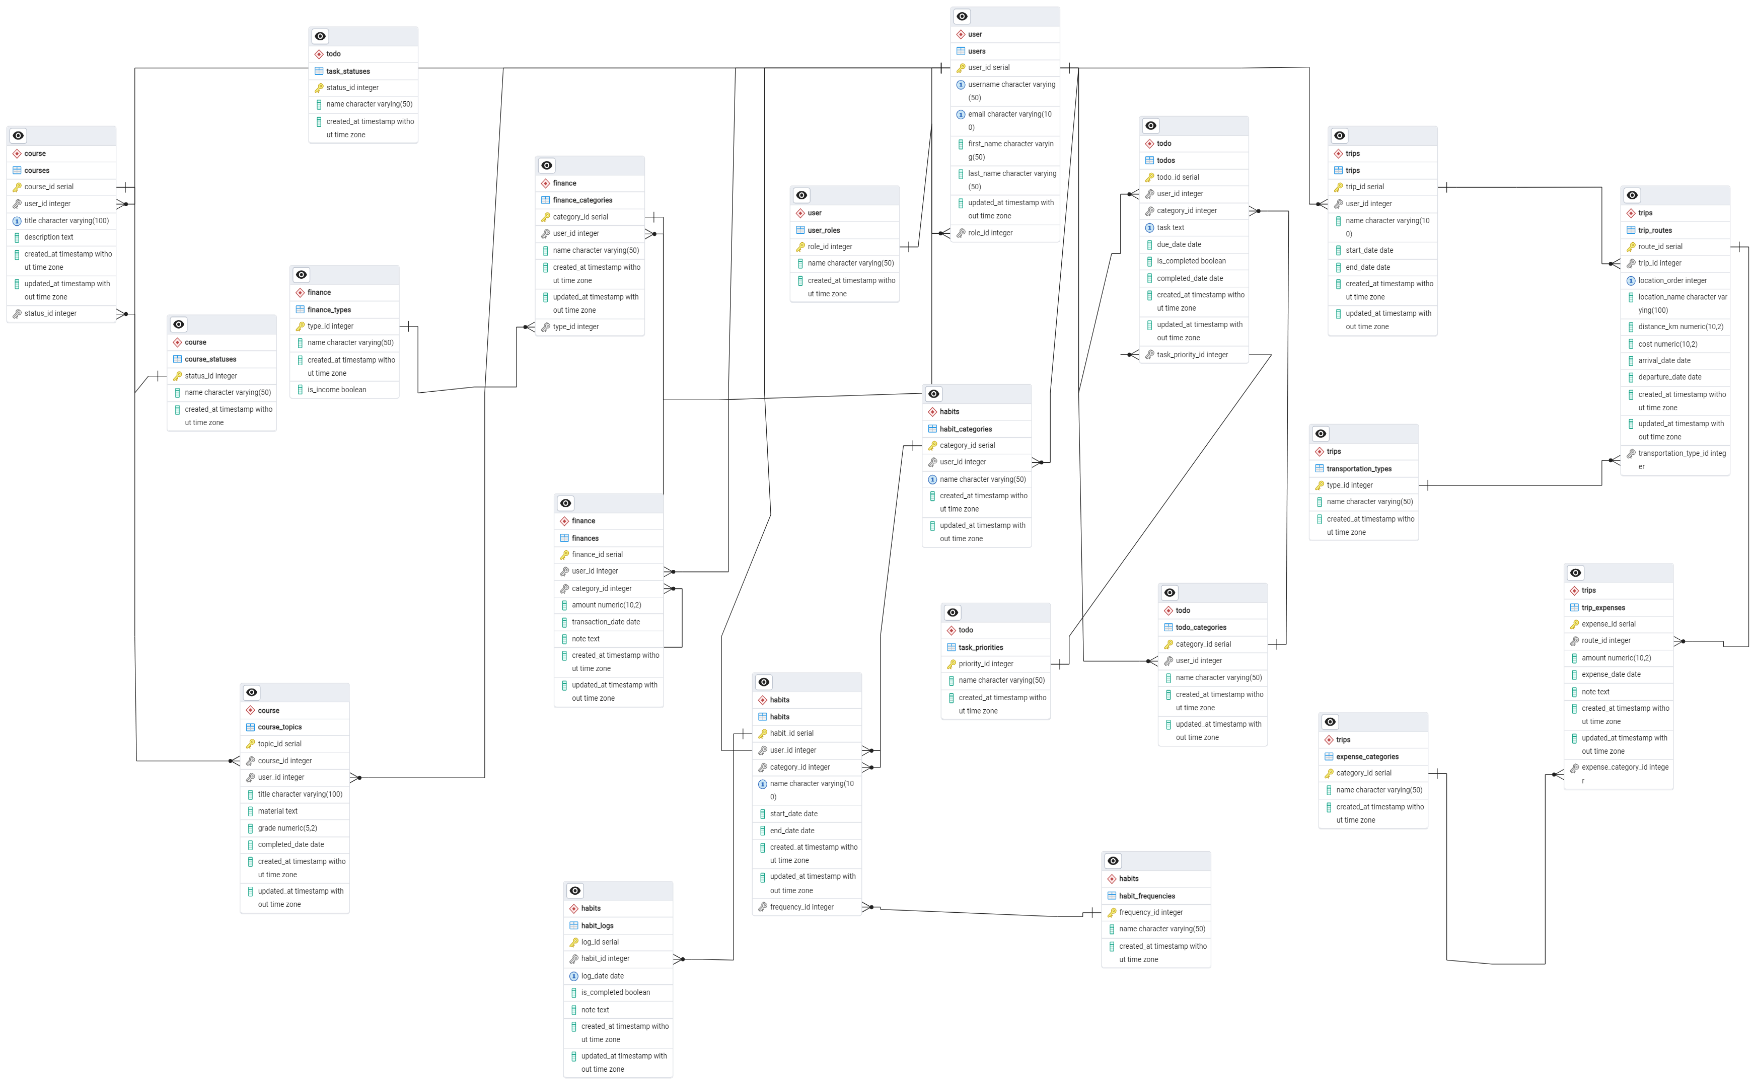 todo
task_statuses
status_id integer
name character varying(50)
created_at timestamp witho
ut time zone
user
users
user_id serial
username character varying
(50)
email character varying(10
0)
first_name character varyin
g(50)
last_name character varying
(50)
updated_at timestamp with
out time zone
role_id integer
course
courses
course_id serial
user_id integer
title character varying(100)
description text
created_at timestamp witho
ut time zone
updated_at timestamp with
out time zone
status_id integer
finance
finance_categories
category_id serial
user_id integer
name character varying(50)
created_at timestamp witho
ut time zone
updated_at timestamp with
out time zone
type_id integer
user
user_roles
role_id integer
name character varying(50)
created_at timestamp witho
ut time zone
todo
todos
todo_id serial
user_id integer
category_id integer
task text
due_date date
is_completed boolean
completed_date date
created_at timestamp witho
ut time zone
updated_at timestamp with
out time zone
task_priority_id integer
trips
trips
trip_id serial
user_id integer
name character varying(10
0)
start_date date
end_date date
created_at timestamp witho
ut time zone
updated_at timestamp with
out time zone
trips
trip_routes
route_id serial
trip_id integer
location_order integer
location_name character var
ying(100)
distance_km numeric(10,2)
cost numeric(10,2)
arrival_date date
departure_date date
created_at timestamp witho
ut time zone
updated_at timestamp with
out time zone
transportation_type_id integ
er
finance
finance_types
type_id integer
name character varying(50)
created_at timestamp witho
ut time zone
is_income boolean
course
course_statuses
status_id integer
name character varying(50)
created_at timestamp witho
ut time zone
habits
habit_categories
category_id serial
user_id integer
name character varying(50)
created_at timestamp witho
ut time zone
updated_at timestamp with
out time zone
trips
transportation_types
type_id integer
name character varying(50)
created_at timestamp witho
ut time zone
finance
finances
finance_id serial
user_id integer
category_id integer
amount numeric(10,2)
transaction_date date
note text
created_at timestamp witho
ut time zone
updated_at timestamp with
out time zone
todo
task_priorities
priority_id integer
name character varying(50)
created_at timestamp witho
ut time zone
todo
todo_categories
category_id serial
user_id integer
name character varying(50)
created_at timestamp witho
ut time zone
updated_at timestamp with
out time zone
trips
trip_expenses
expense_id serial
route_id integer
amount numeric(10,2)
expense_date date
note text
created_at timestamp witho
ut time zone
updated_at timestamp with
out time zone
expense_category_id intege
r
course
course_topics
topic_id serial
course_id integer
user_id integer
title character varying(100)
material text
grade numeric(5,2)
completed_date date
created_at timestamp witho
ut time zone
updated_at timestamp with
out time zone
habits
habits
habit_id serial
user_id integer
category_id integer
name character varying(10
0)
start_date date
end_date date
created_at timestamp witho
ut time zone
updated_at timestamp with
out time zone
frequency_id integer
trips
expense_categories
category_id serial
name character varying(50)
created_at timestamp witho
ut time zone
habits
habit_frequencies
frequency_id integer
name character varying(50)
created_at timestamp witho
ut time zone
habits
habit_logs
log_id serial
habit_id integer
log_date date
is_completed boolean
note text
created_at timestamp witho
ut time zone
updated_at timestamp with
out time zone